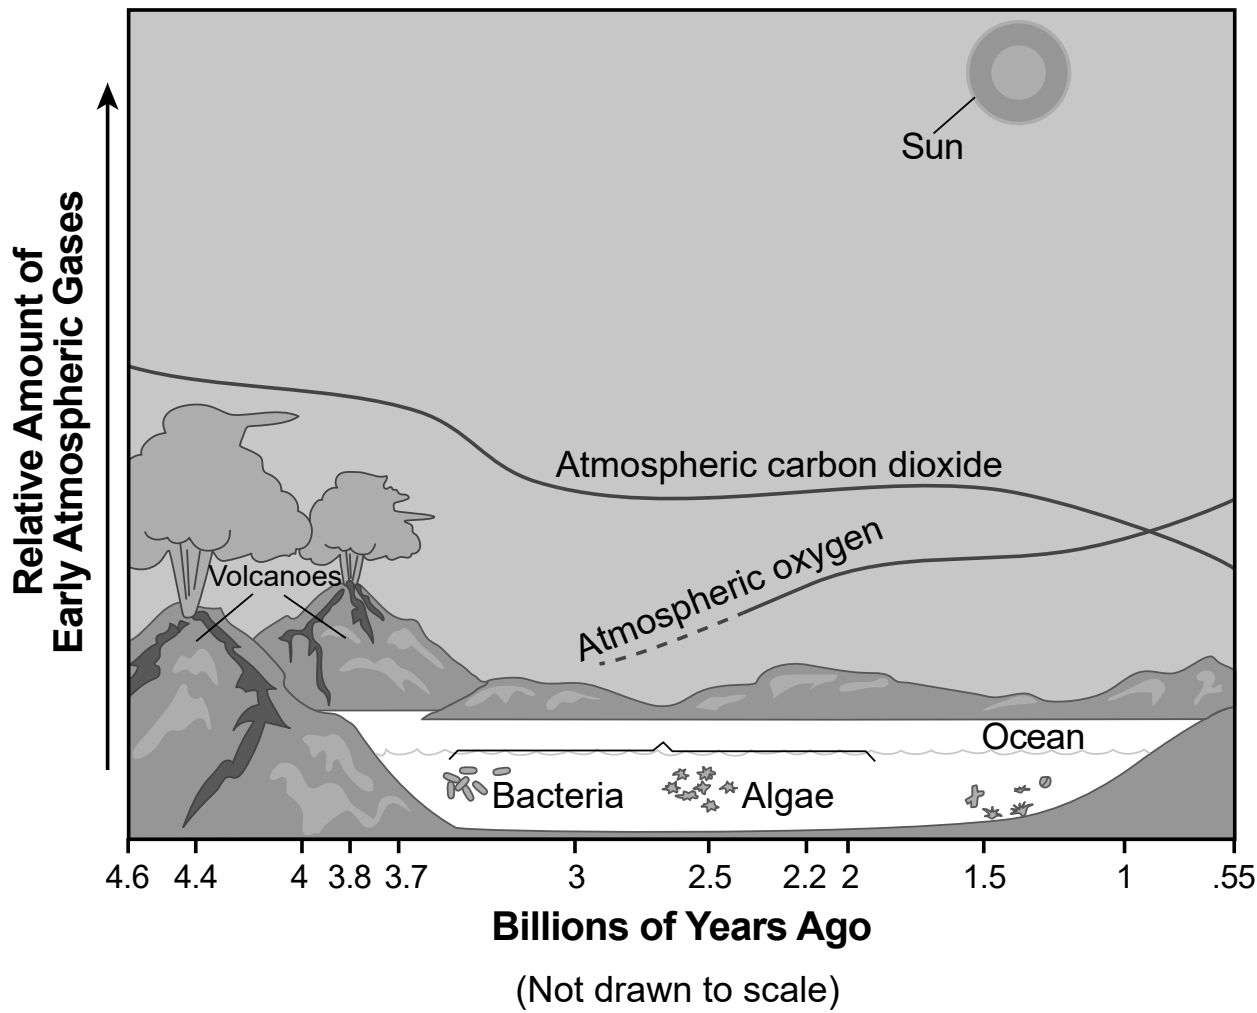 Relative Amount of
Early Atmospheric Gases
Sun
Atmospheric carbon dioxide
Atmospheric oxygen
Volcanoes
Ocean
Bacteria
Algae
4.6 4.4 4 3.8 3.7 3 2.5 2.2 2 1.5 1 .55
Billions of Years Ago
(Not drawn to scale)